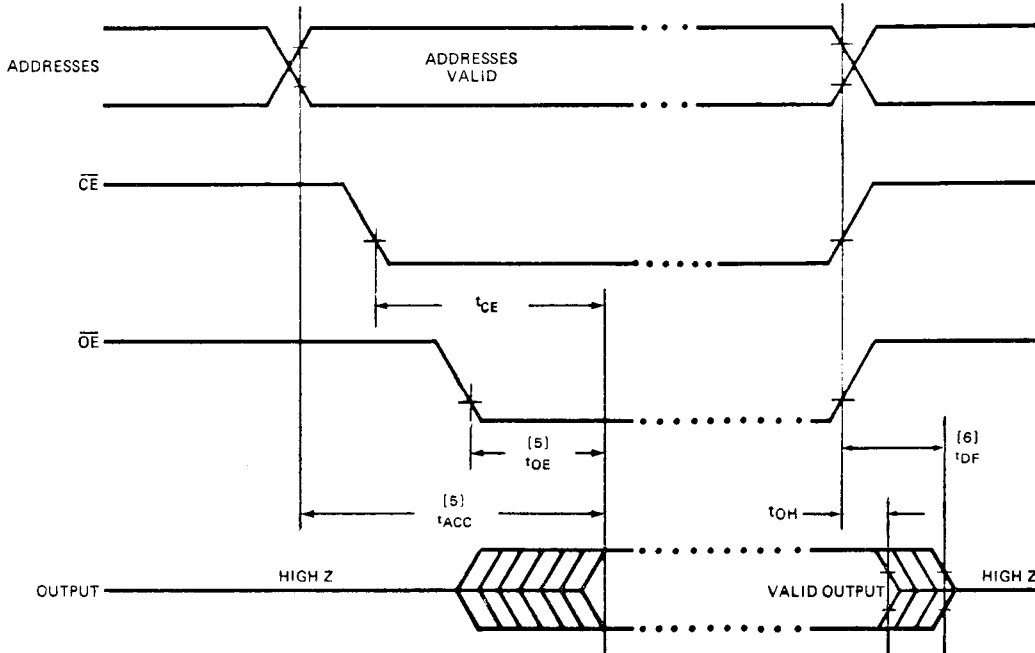 ADDRESSES
ADDRESSES
VALID
CE
tCE
OE
[5]
tOE
[6]
tDF
[5]
tACC
tOH
OUTPUT
HIGH Z
VALID OUTPUT
HIGH Z